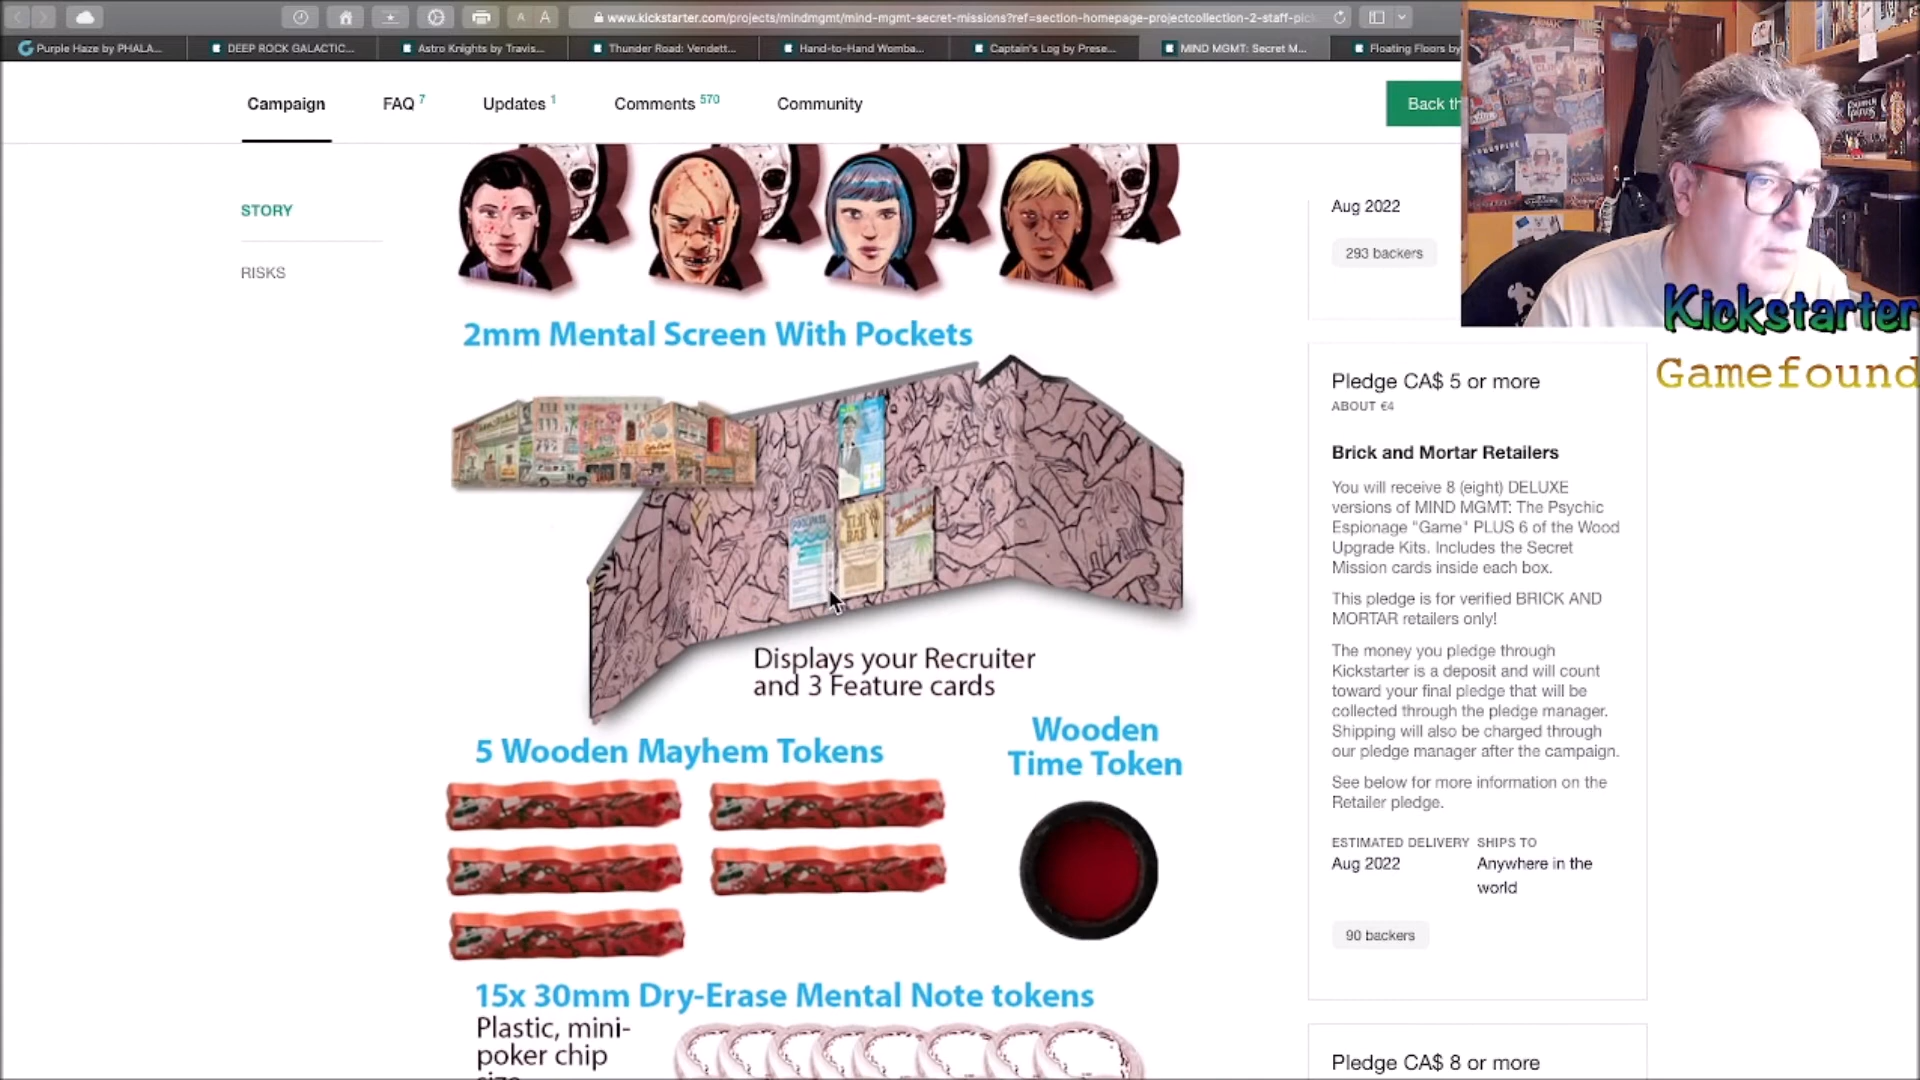 www.kickstarter.com/projects/mindmgmt/mind-mgmt-secret-missions?ref=section-homepage-projectcollection-2-staff-pic
Purple Haze by PHALA...
DEEP ROCK GALACTIC...
Astro Knights by Travis...
Thunder Road: Vendett...
Hand-to-Hand Womba...
Captain's Log by Prese...
MIND MGMT: Secret M...
Floating Floors by
Campaign
FAQ 7
Updates 1
Comments 570
Community
Back th
STORY
RISKS
Aug 2022
293 backers
Kickstarter
Gamefound
2mm Mental Screen With Pockets
Displays your Recruiter
and 3 Feature cards
5 Wooden Mayhem Tokens
Wooden
Time Token
15x 30mm Dry-Erase Mental Note tokens
Plastic, mini-
poker chip
size
Pledge CA$ 5 or more
ABOUT €4
Brick and Mortar Retailers
You will receive 8 (eight) DELUXE
versions of MIND MGMT: The Psychic
Espionage "Game" PLUS 6 of the Wood
Upgrade Kits. Includes the Secret
Mission cards inside each box.
This pledge is for verified BRICK AND
MORTAR retailers only!
The money you pledge through
Kickstarter is a deposit and will count
toward your final pledge that will be
collected through the pledge manager.
Shipping will also be charged through
our pledge manager after the campaign.
See below for more information on the
Retailer pledge.
ESTIMATED DELIVERY
Aug 2022
SHIPS TO
Anywhere in the
world
90 backers
Pledge CA$ 8 or more